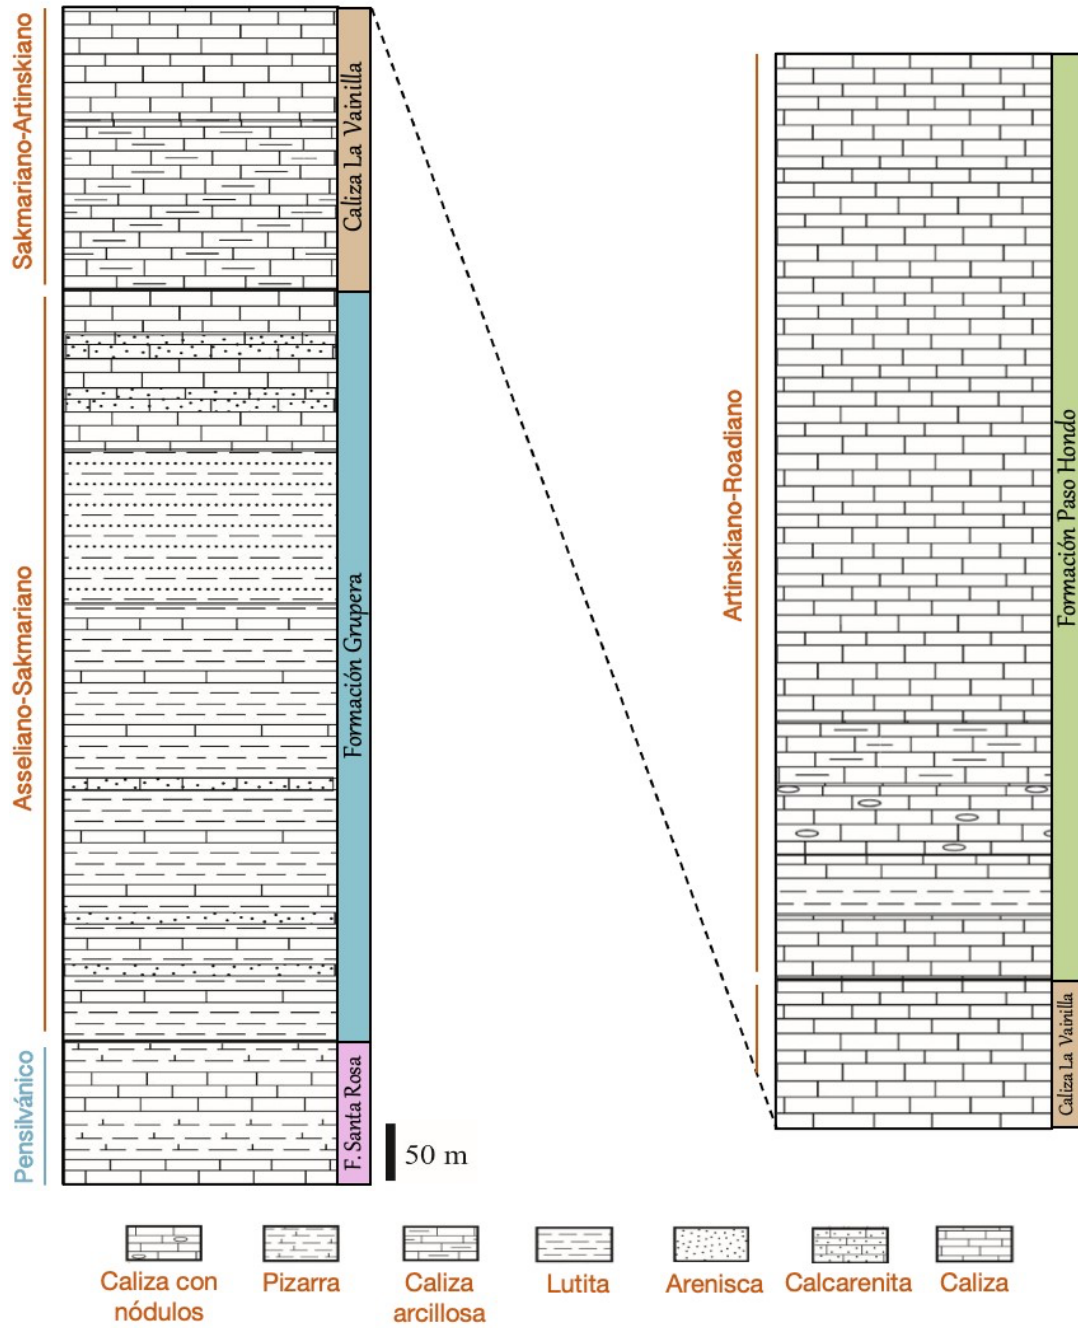 Sakmariano-Artinskiano
Caliza La Vainilla
Asseliano-Sakmariano
Formación Grupera
Pensilvánico
F. Santa Rosa
50 m
Artinskiano-Roadiano
Formación Paso Hondo
Caliza La Vainilla
Caliza con
nódulos
Pizarra
Caliza
arcillosa
Lutita
Arenisca
Calcarenita
Caliza